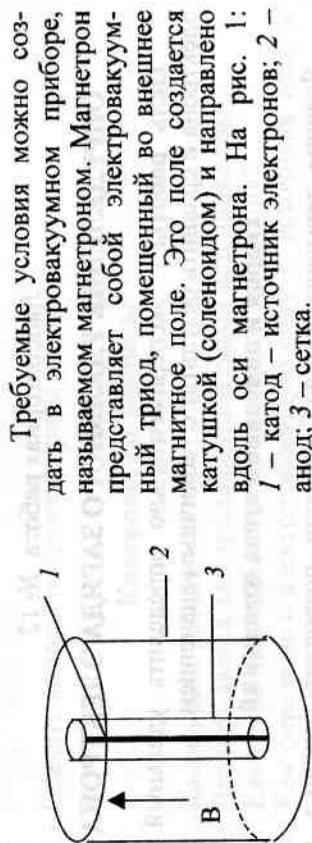 Требуемые условия можно соз-
дать в электровакуумном приборе,
называемом магнетроном. Магнетрон
представляет собой электровакуум-
ный триод, помещенный во внешнее
магнитное поле. Это поле создается
катушкой (соленоидом) и направлено
вдоль оси магнетрона. На рис. 1:
1 – катод – источник электронов; 2 –
анод; 3 – сетка.
1
2
3
В